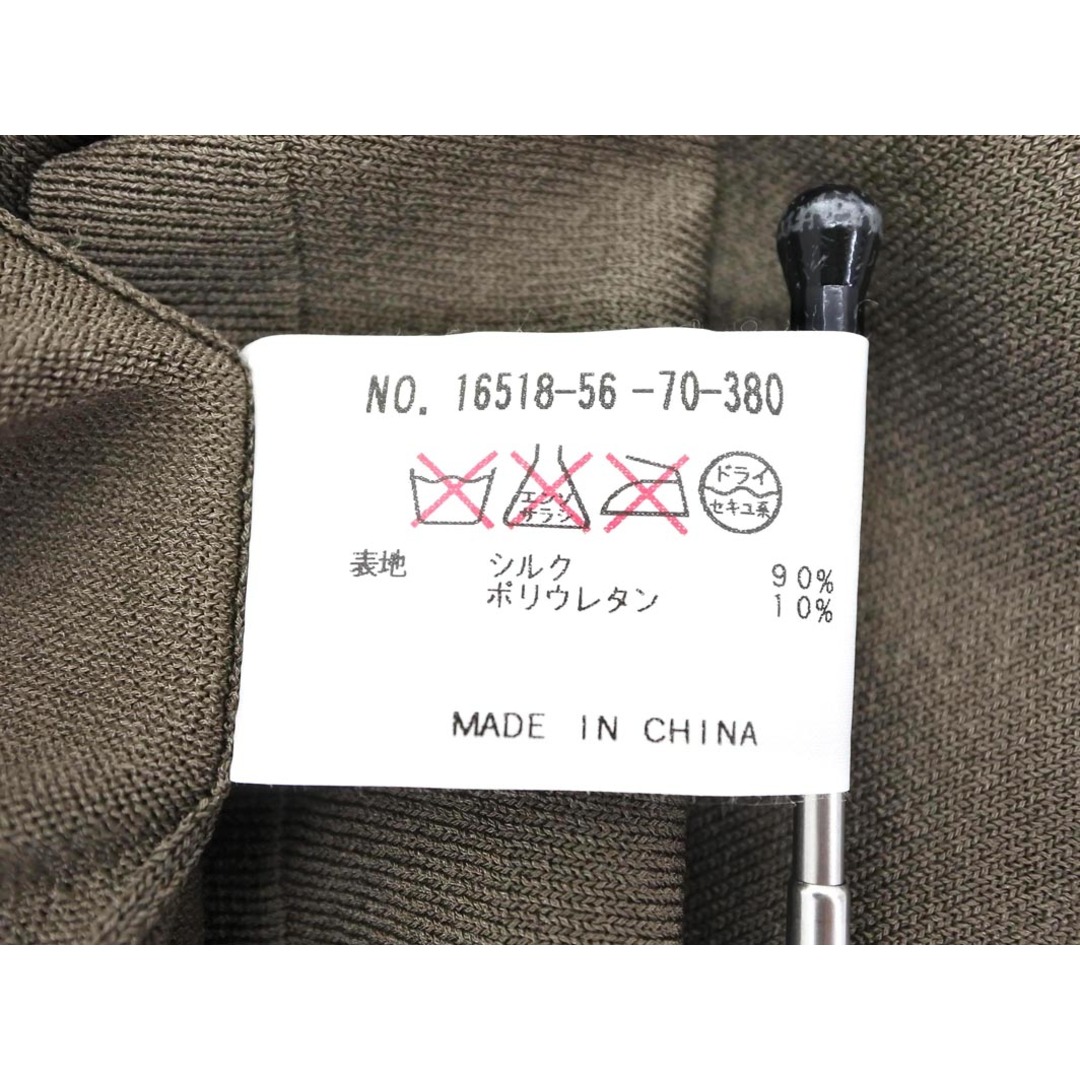 NO. 16518-56-70-380
エンソ
サラシ
ドライ
セキユ系
表地 シルク 90%
ポリウレタン 10%
MADE IN CHINA